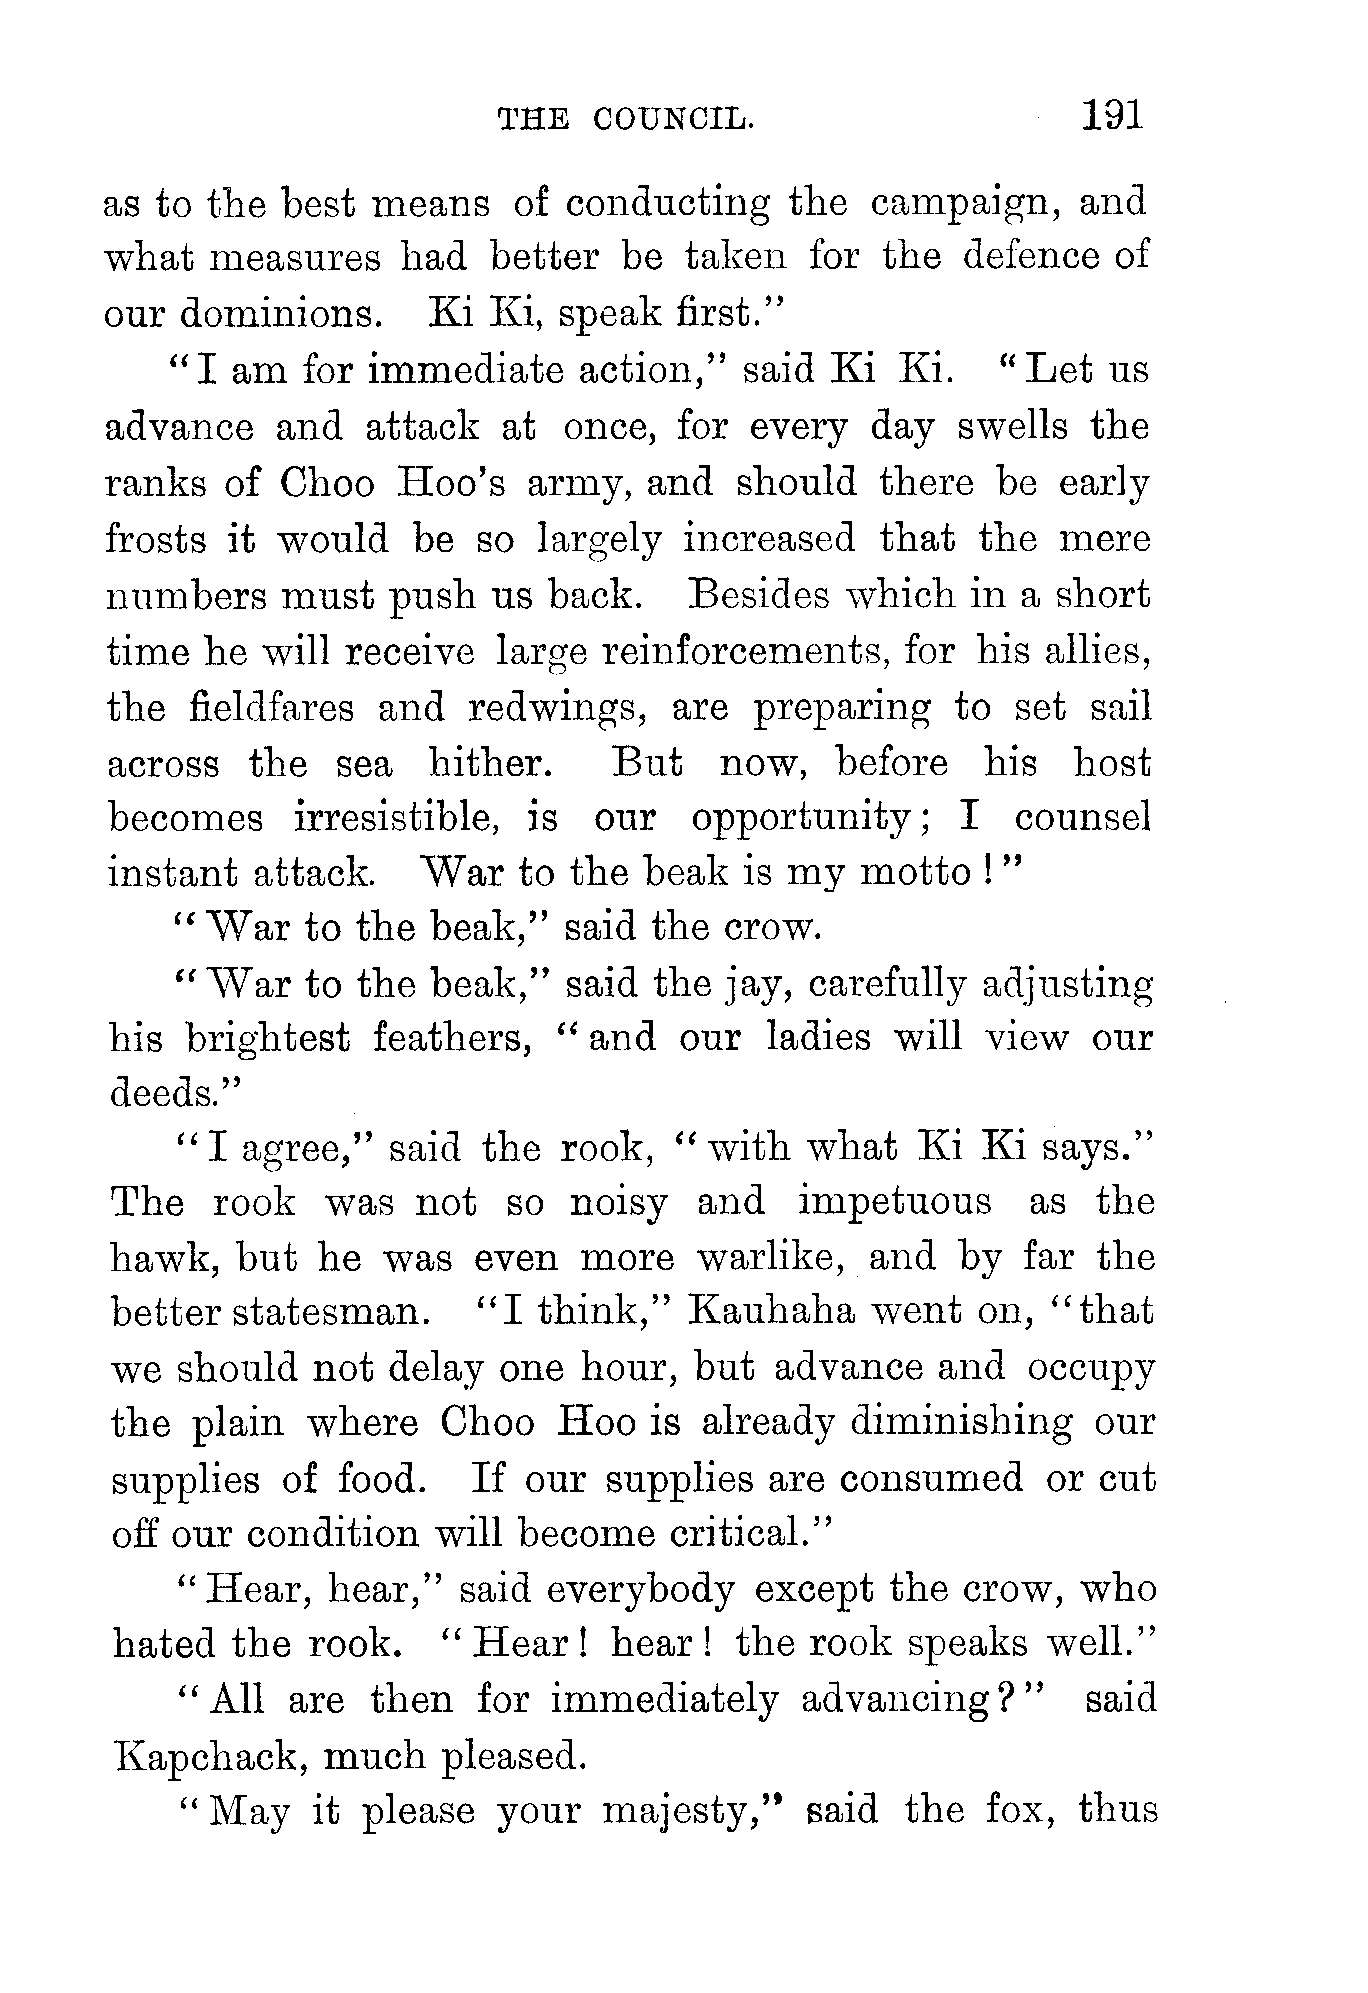 THE COUNCIL. 191
as to the best means of conducting the campaign, and
what measures had better be taken for the defence of
our dominions. Ki Ki, speak first.”
“I am for immediate action,” said Ki Ki. “Let us
advance and attack at once, for every day swells the
ranks of Choo Hoo’s army, and should there be early
frosts it would be so largely increased that the mere
numbers must push us back. Besides which in a short
time he will receive large reinforcements, for his allies,
the fieldfares and redwings, are preparing to set sail
across the sea hither. But now, before his host
becomes irresistible, is our opportunity; I counsel
instant attack. War to the beak is my motto!”
“War to the beak,” said the crow.
“War to the beak,” said the jay, carefully adjusting
his brightest feathers, “and our ladies will view our
deeds.”
“I agree,” said the rook, “with what Ki Ki says.”
The rook was not so noisy and impetuous as the
hawk, but he was even more warlike, and by far the
better statesman. “I think,” Kauhaha went on, “that
we should not delay one hour, but advance and occupy
the plain where Choo Hoo is already diminishing our
supplies of food. If our supplies are consumed or cut
off our condition will become critical.”
“Hear, hear,” said everybody except the crow, who
hated the rook. “Hear! hear! the rook speaks well.”
“All are then for immediately advancing?” said
Kapchack, much pleased.
“May it please your majesty,” said the fox, thus